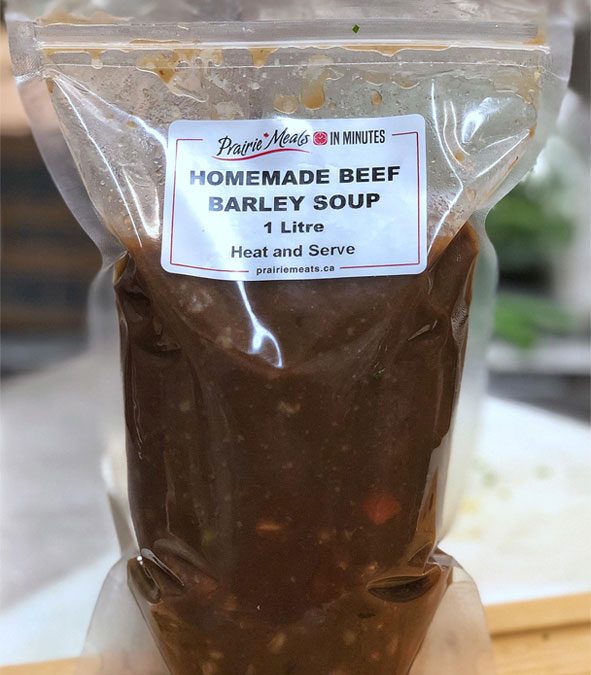 Prairie Meats IN MINUTES
HOMEMADE BEEF
BARLEY SOUP
1 Litre
Heat and Serve
prairiemeats.ca